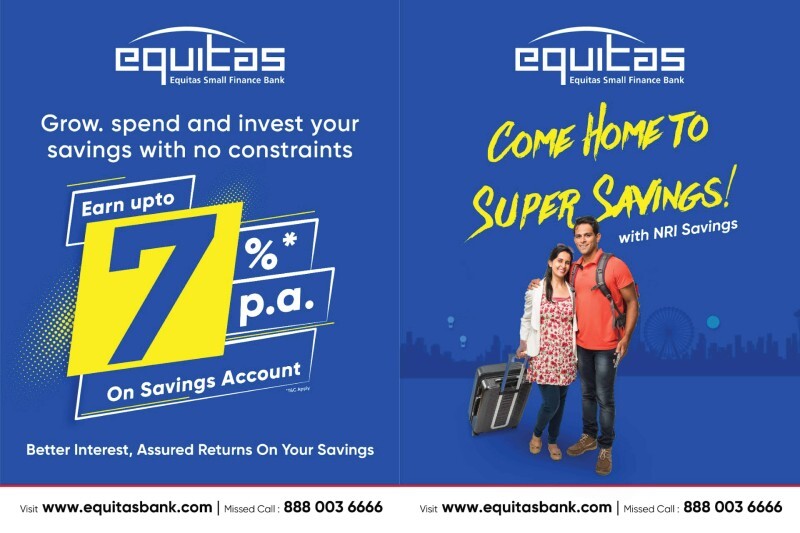 equitas
Equitas Small Finance Bank
Grow. spend and invest your
savings with no constraints
Earn upto
7
%*
p.a.
On Savings Account
*T&C Apply
Better Interest, Assured Returns On Your Savings
Visit www.equitasbank.com | Missed Call : 888 003 6666
equitas
Equitas Small Finance Bank
COME HOME TO
SUPER SAVINGS!
with NRI Savings
Visit www.equitasbank.com | Missed Call : 888 003 6666